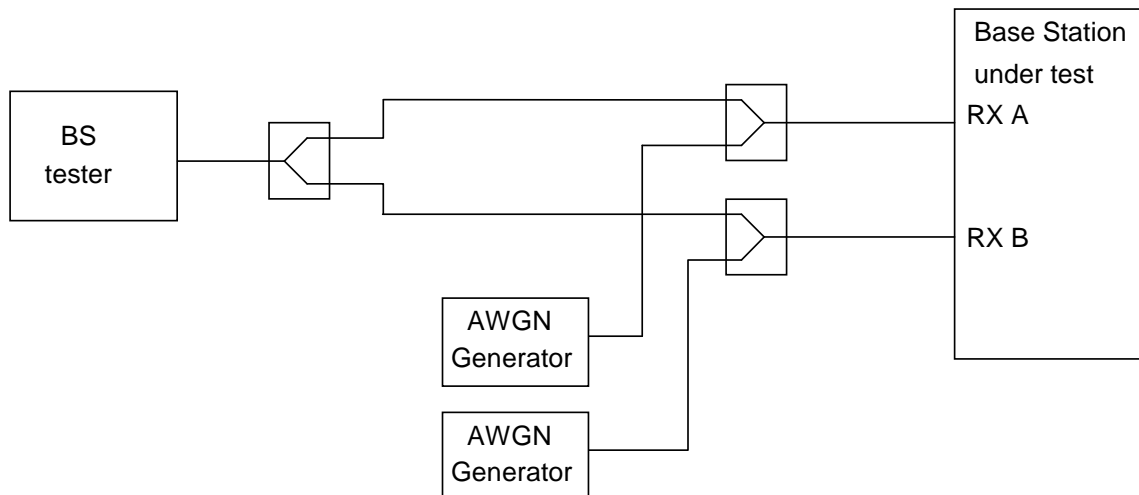 BS
tester
Base Station
under test
RX A
RX B
AWGN
Generator
AWGN
Generator